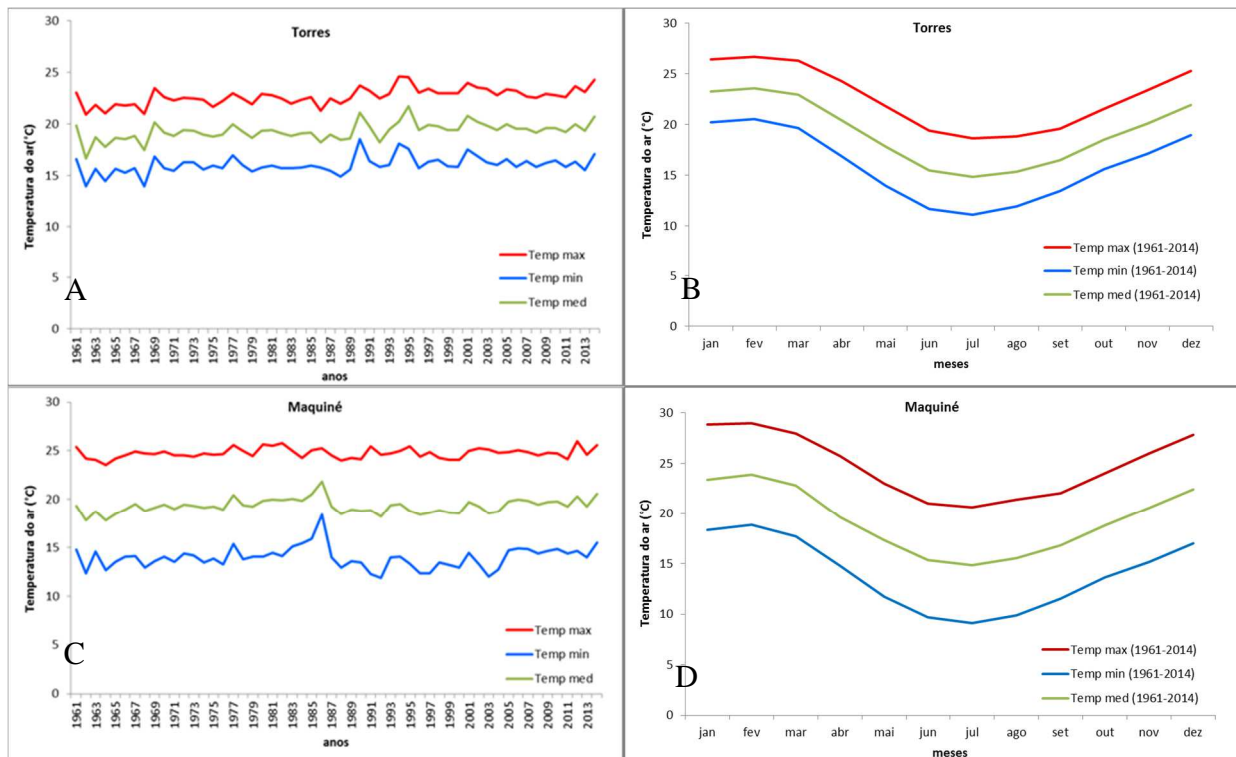 Torres
Temperatura do ar(°C)
30
25
20
15
10
5
0
1961
1963
1965
1967
1969
1971
1973
1975
1977
1979
1981
1983
1985
1987
1989
1991
1993
1995
1997
1999
2001
2003
2005
2007
2009
2011
2013
anos
Temp max
Temp min
Temp med
A
Torres
Temperatura do ar (°C)
30
25
20
15
10
5
0
jan fev mar abr mai jun jul ago set out nov dez
meses
Temp max (1961-2014)
Temp min (1961-2014)
Temp med (1961-2014)
B
Maquiné
Temperatura do ar (°C)
30
25
20
15
10
5
0
1961
1963
1965
1967
1969
1971
1973
1975
1977
1979
1981
1983
1985
1987
1989
1991
1993
1995
1997
1999
2001
2003
2005
2007
2009
2011
2013
anos
Temp max
Temp min
Temp med
C
Maquiné
Temperatura do ar (°C)
30
25
20
15
10
5
0
jan fev mar abr mai jun jul ago set out nov dez
meses
Temp max (1961-2014)
Temp min (1961-2014)
Temp med (1961-2014)
D